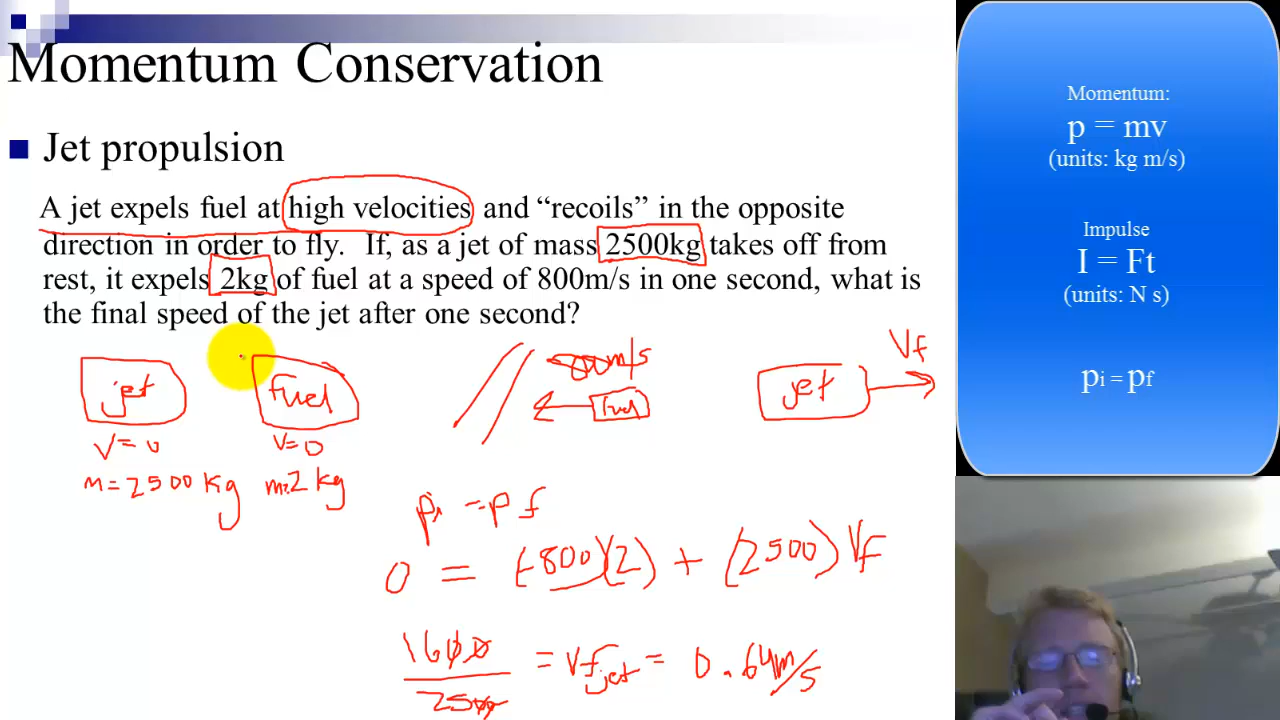 Momentum Conservation
Jet propulsion
A jet expels fuel at high velocities and “recoils” in the opposite
direction in order to fly. If, as a jet of mass 2500kg takes off from
rest, it expels 2kg of fuel at a speed of 800m/s in one second, what is
the final speed of the jet after one second?
jet
v=0
m=2500 kg
fuel
v=0
m=2 kg
800m/s
fuel
jet
Vf
pi = pf
0 = (-800)(2) + (2500) Vf
1600
2500
= Vf jet = 0.64m/s
Momentum:
p = mv
(units: kg m/s)
Impulse
I = Ft
(units: N s)
pi = pf